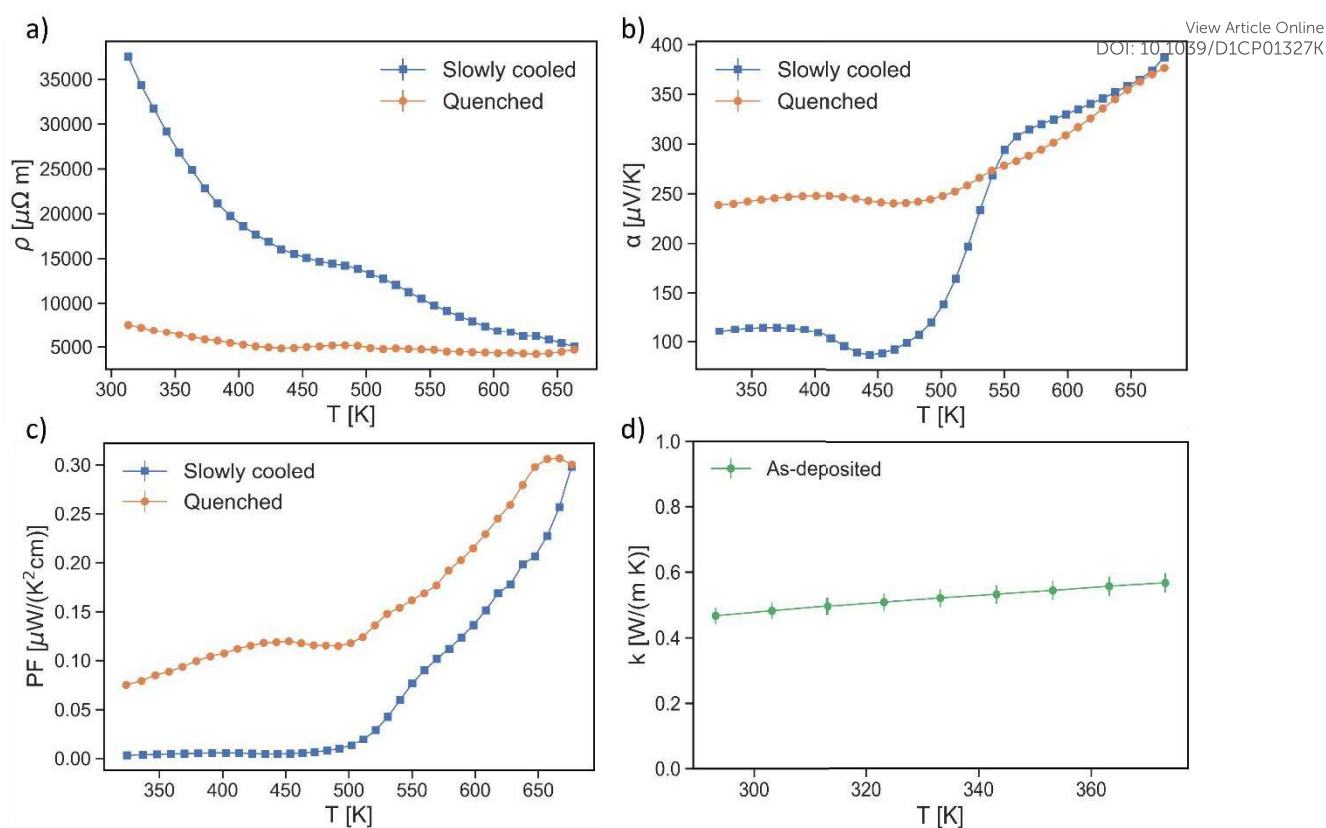 View Article Online
DOI: 10.1039/D1CP01327K
a)
35000
30000
25000
20000
15000
10000
5000
ρ [μΩ m]
Slowly cooled
Quenched
300 350 400 450 500 550 600 650
T [K]
b)
400
350
300
250
200
150
100
α [μV/K]
Slowly cooled
Quenched
350 400 450 500 550 600 650
T [K]
c)
0.30
0.25
0.20
0.15
0.10
0.05
0.00
PF [μW/(K²cm)]
Slowly cooled
Quenched
350 400 450 500 550 600 650
T [K]
d)
1.0
0.8
0.6
0.4
0.2
0.0
k [W/(m K)]
As-deposited
300 320 340 360
T [K]